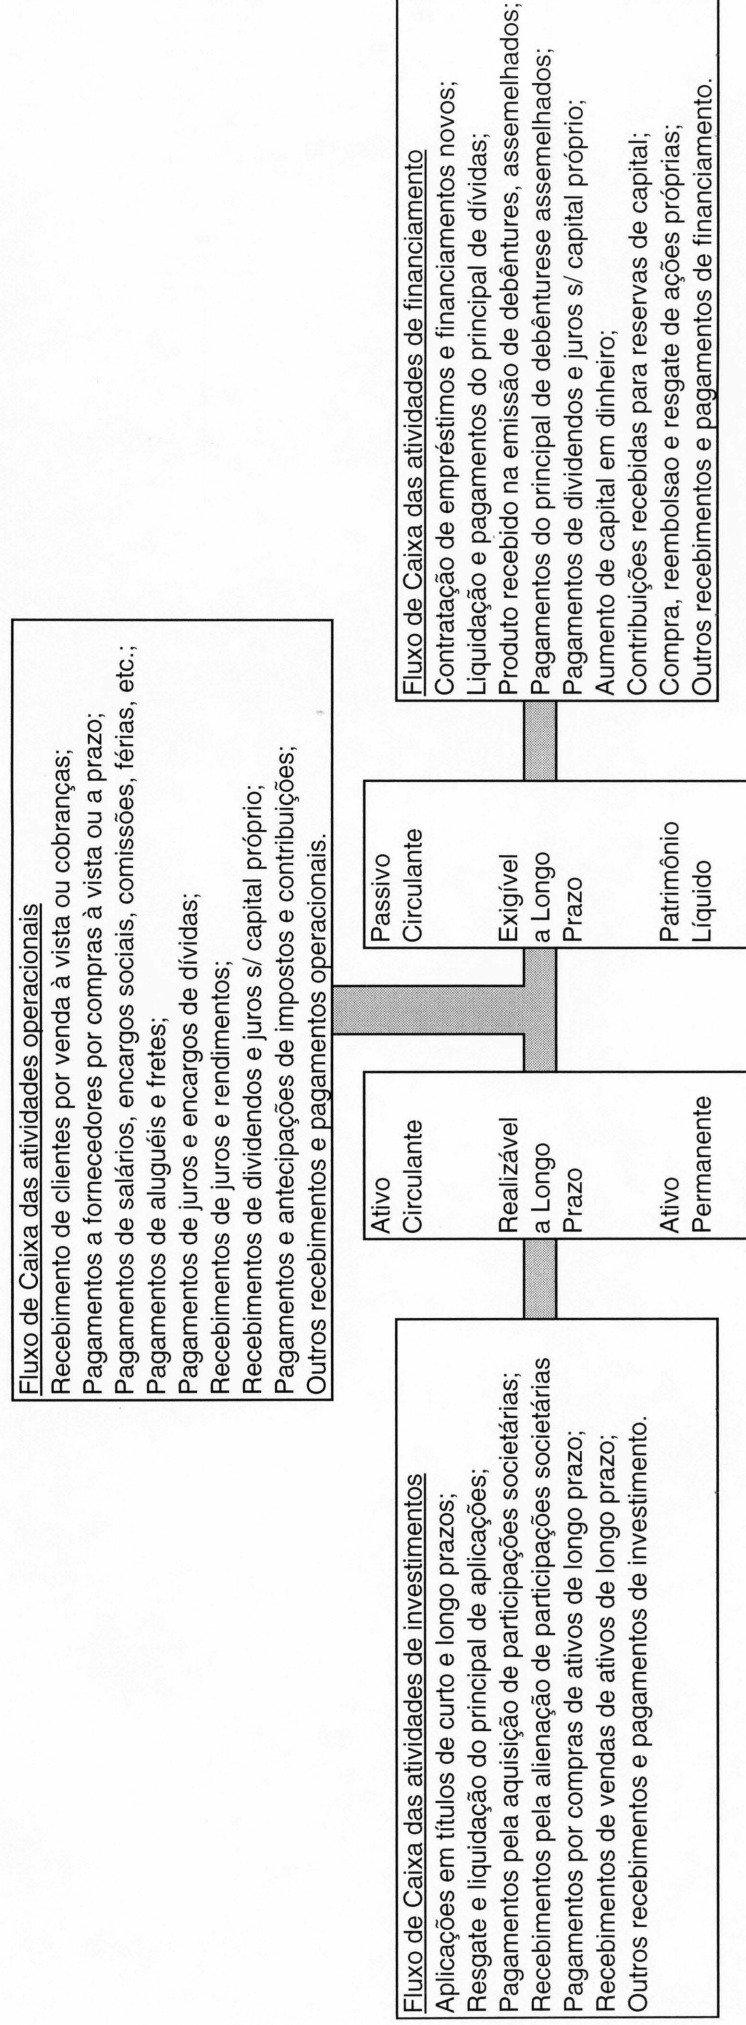 Fluxo de Caixa das atividades operacionais
Recebimento de clientes por venda à vista ou cobranças;
Pagamentos a fornecedores por compras à vista ou a prazo;
Pagamentos de salários, encargos sociais, comissões, férias, etc.;
Pagamentos de aluguéis e fretes;
Pagamentos de juros e encargos de dívidas;
Recebimentos de juros e rendimentos;
Recebimentos de dividendos e juros s/ capital próprio;
Pagamentos e antecipações de impostos e contribuições;
Outros recebimentos e pagamentos operacionais.
Fluxo de Caixa das atividades de investimentos
Aplicações em títulos de curto e longo prazos;
Resgate e liquidação do principal de aplicações;
Pagamentos pela aquisição de participações societárias;
Recebimentos pela alienação de participações societárias
Pagamentos por compras de ativos de longo prazo;
Recebimentos de vendas de ativos de longo prazo;
Outros recebimentos e pagamentos de investimento.
Ativo
Circulante
Realizável
a Longo
Prazo
Ativo
Permanente
Passivo
Circulante
Exigível
a Longo
Prazo
Patrimônio
Líquido
Fluxo de Caixa das atividades de financiamento
Contratação de empréstimos e financiamentos novos;
Liquidação e pagamentos do principal de dívidas;
Produto recebido na emissão de debêntures, assemelhados;
Pagamentos do principal de debênturese assemelhados;
Pagamentos de dividendos e juros s/ capital próprio;
Aumento de capital em dinheiro;
Contribuições recebidas para reservas de capital;
Compra, reembolsao e resgate de ações próprias;
Outros recebimentos e pagamentos de financiamento.